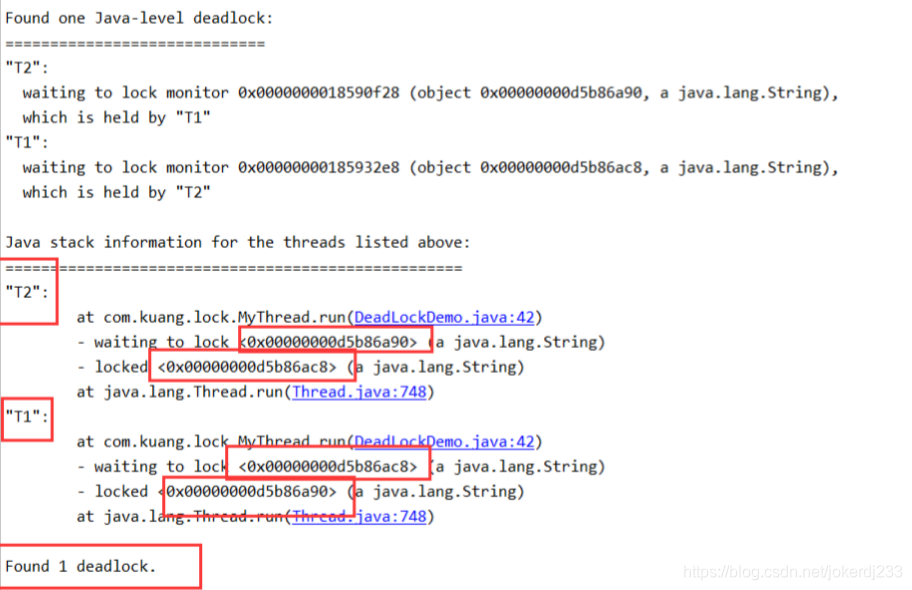 Found one Java-level deadlock:
=============================
"T2":
  waiting to lock monitor 0x0000000018590f28 (object 0x00000000d5b86a90, a java.lang.String),
  which is held by "T1"
"T1":
  waiting to lock monitor 0x00000000185932e8 (object 0x00000000d5b86ac8, a java.lang.String),
  which is held by "T2"

Java stack information for the threads listed above:
===================================================
"T2":
        at com.kuang.lock.MyThread.run(DeadLockDemo.java:42)
        - waiting to lock <0x00000000d5b86a90> (a java.lang.String)
        - locked <0x00000000d5b86ac8> (a java.lang.String)
        at java.lang.Thread.run(Thread.java:748)
"T1":
        at com.kuang.lock.MyThread.run(DeadLockDemo.java:42)
        - waiting to lock <0x00000000d5b86ac8> (a java.lang.String)
        - locked <0x00000000d5b86a90> (a java.lang.String)
        at java.lang.Thread.run(Thread.java:748)

Found 1 deadlock.
https://blog.csdn.net/jokerdj233